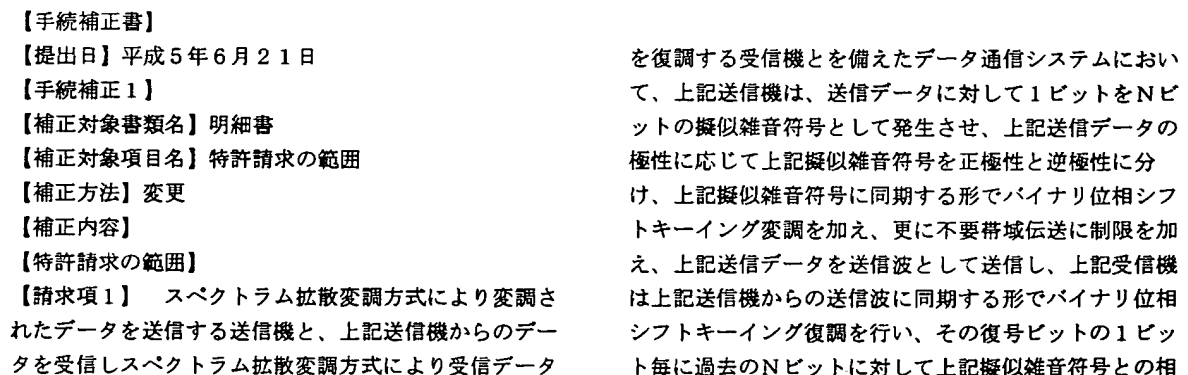 【手続補正書】
【提出日】平成5年6月21日
【手続補正1】
【補正対象書類名】明細書
【補正対象項目名】特許請求の範囲
【補正方法】変更
【補正内容】
【特許請求の範囲】
【請求項1】　スペクトラム拡散変調方式により変調さ
れたデータを送信する送信機と、上記送信機からのデー
タを受信しスペクトラム拡散変調方式により受信データ
を復調する受信機とを備えたデータ通信システムにおい
て、上記送信機は、送信データに対して1ビットをNビ
ットの擬似雑音符号として発生させ、上記送信データの
極性に応じて上記擬似雑音符号を正極性と逆極性に分
け、上記擬似雑音符号に同期する形でバイナリ位相シフ
トキーイング変調を加え、更に不要帯域伝送に制限を加
え、上記送信データを送信波として送信し、上記受信機
は上記送信機からの送信波に同期する形でバイナリ位相
シフトキーイング復調を行い、その復号ビットの1ビッ
ト毎に過去のNビットに対して上記擬似雑音符号との相